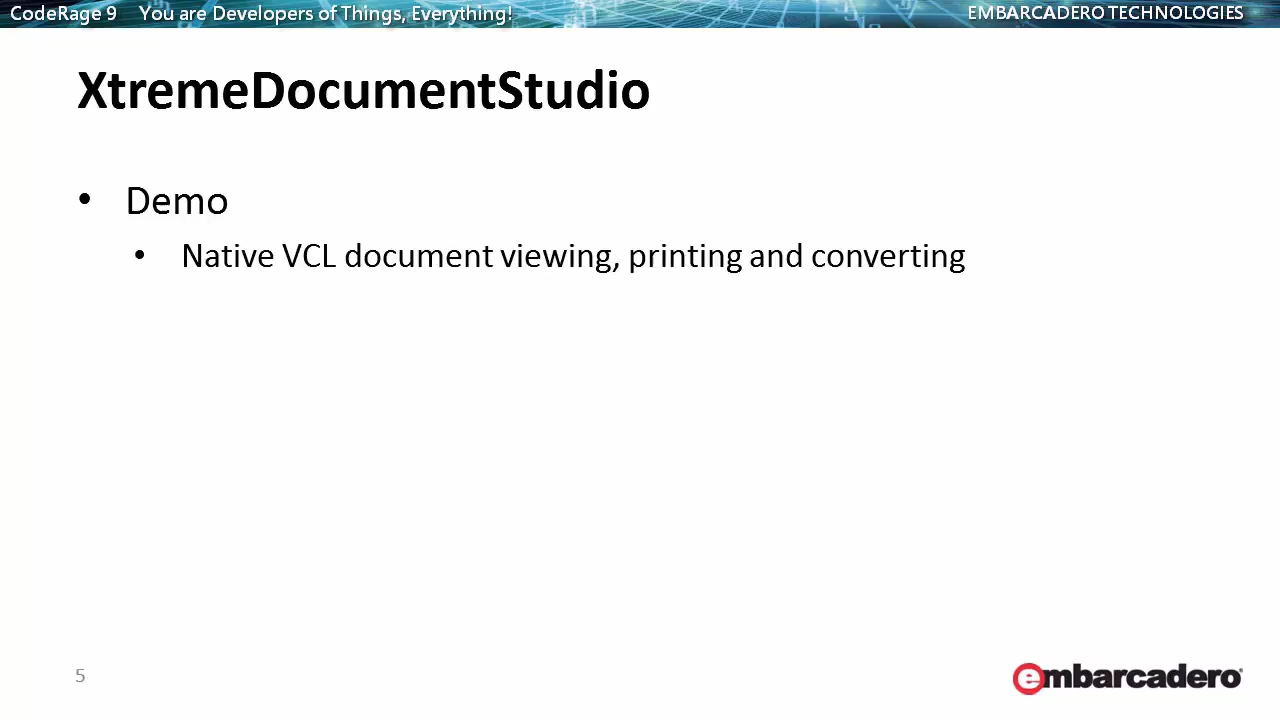 CodeRage 9 You are Developers of Things, Everything!
EMBARCADERO TECHNOLOGIES
XtremeDocumentStudio
• Demo
• Native VCL document viewing, printing and converting
5
embarcadero